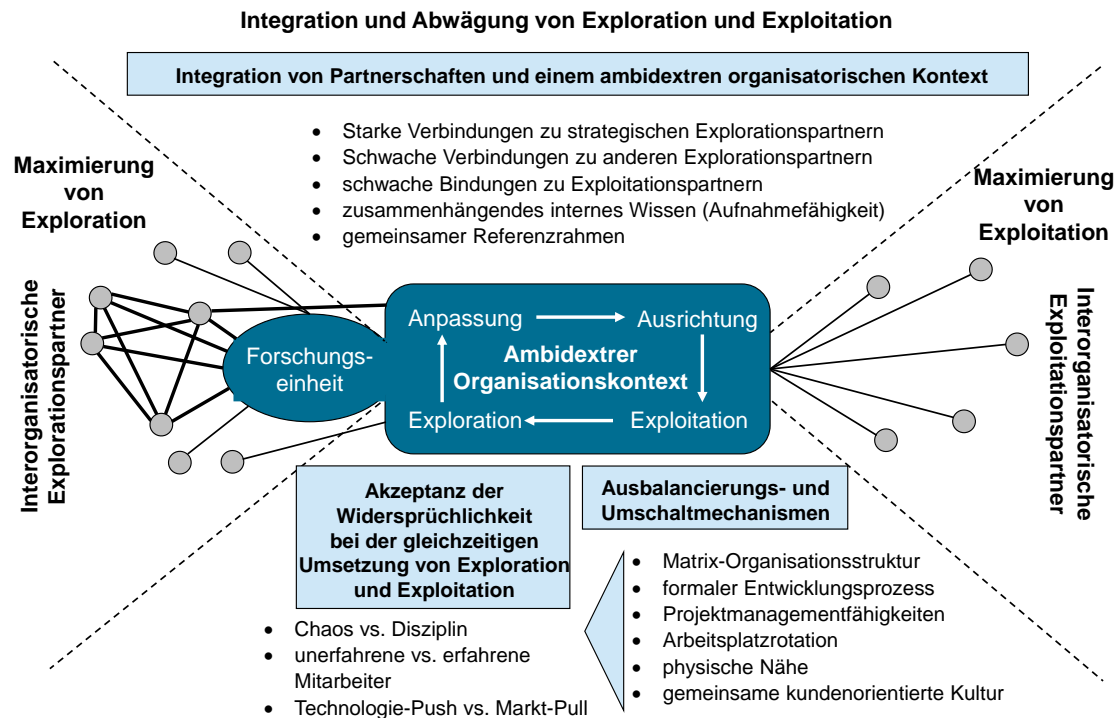 Integration und Abwägung von Exploration und Exploitation
Integration von Partnerschaften und einem ambidextren organisatorischen Kontext
• Starke Verbindungen zu strategischen Explorationspartnern
• Schwache Verbindungen zu anderen Explorationspartnern
• schwache Bindungen zu Exploitationspartnern
• zusammenhängendes internes Wissen (Aufnahmefähigkeit)
• gemeinsamer Referenzrahmen
Maximierung
von
Exploration
Maximierung
von
Exploitation
Interorganisatorische
Explorationspartner
Interorganisatorische
Exploitationspartner
Forschungs-
einheit
Anpassung
Ausrichtung
Ambidextrer
Organisationskontext
Exploration
Exploitation
Akzeptanz der
Widersprüchlichkeit
bei der gleichzeitigen
Umsetzung von Exploration
und Exploitation
• Chaos vs. Disziplin
• unerfahrene vs. erfahrene
Mitarbeiter
• Technologie-Push vs. Markt-Pull
Ausbalancierungs- und
Umschaltmechanismen
• Matrix-Organisationsstruktur
• formaler Entwicklungsprozess
• Projektmanagementfähigkeiten
• Arbeitsplatzrotation
• physische Nähe
• gemeinsame kundenorientierte Kultur